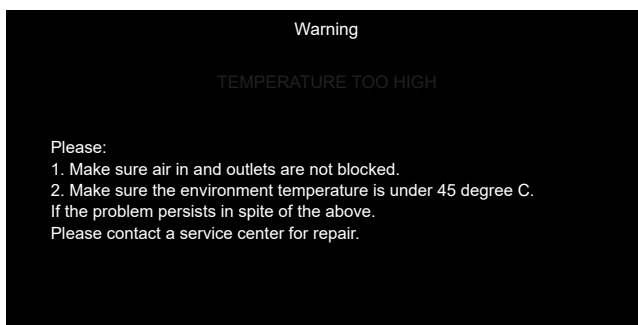 Warning
TEMPERATURE TOO HIGH
Please:
1. Make sure air in and outlets are not blocked.
2. Make sure the environment temperature is under 45 degree C.
If the problem persists in spite of the above.
Please contact a service center for repair.